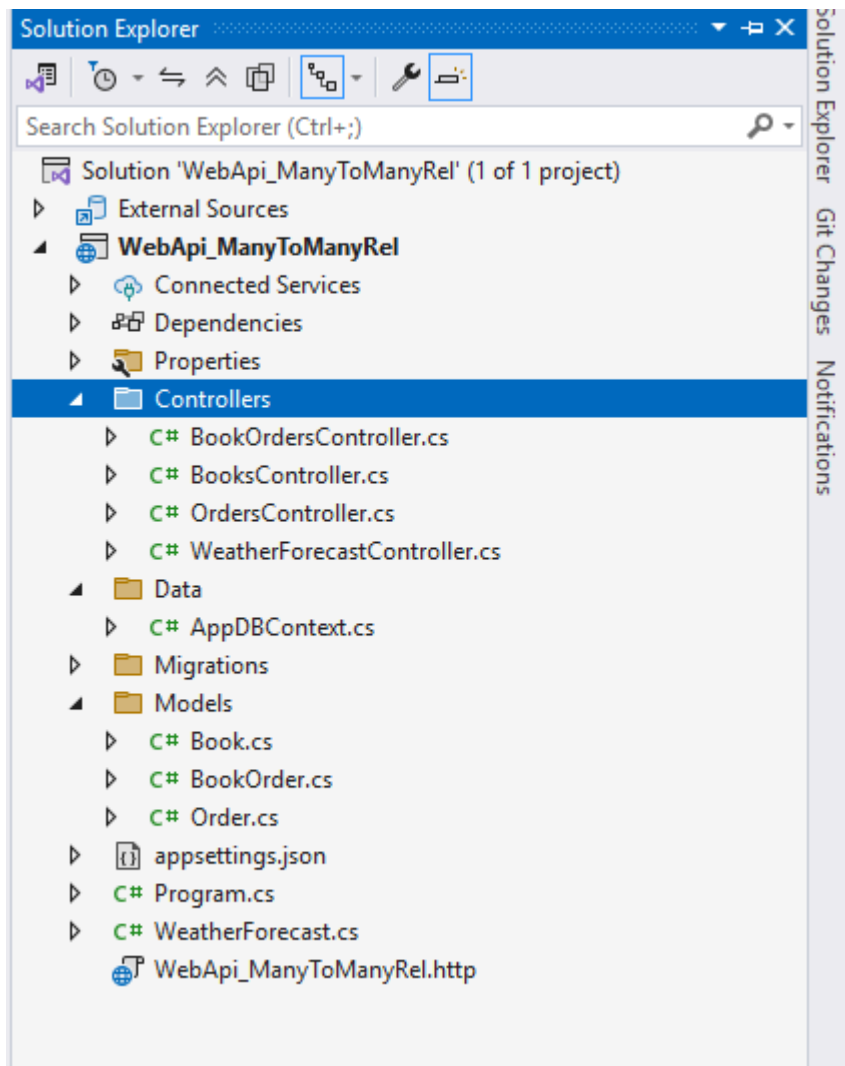 Solution Explorer
Search Solution Explorer (Ctrl+;)
Solution 'WebApi_ManyToManyRel' (1 of 1 project)
External Sources
WebApi_ManyToManyRel
Connected Services
Dependencies
Properties
Controllers
C# BookOrdersController.cs
C# BooksController.cs
C# OrdersController.cs
C# WeatherForecastController.cs
Data
C# AppDBContext.cs
Migrations
Models
C# Book.cs
C# BookOrder.cs
C# Order.cs
appsettings.json
C# Program.cs
C# WeatherForecast.cs
WebApi_ManyToManyRel.http
Solution Explorer
Git Changes
Notifications